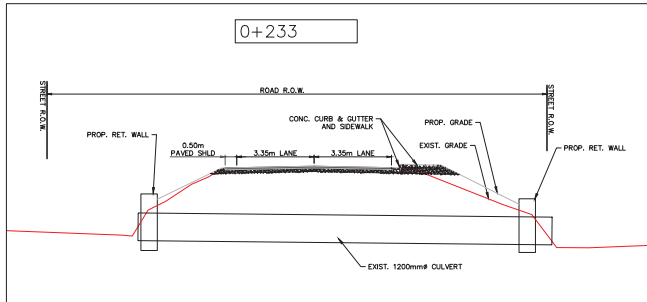 0+233
ROAD R.O.W.
STREET R.O.W.
STREET R.O.W.
CONC. CURB & GUTTER
AND SIDEWALK
PROP. GRADE
EXIST. GRADE
PROP. RET. WALL
PROP. RET. WALL
0.50m
PAVED SHLD
3.35m LANE
3.35m LANE
EXIST. 1200mmø CULVERT